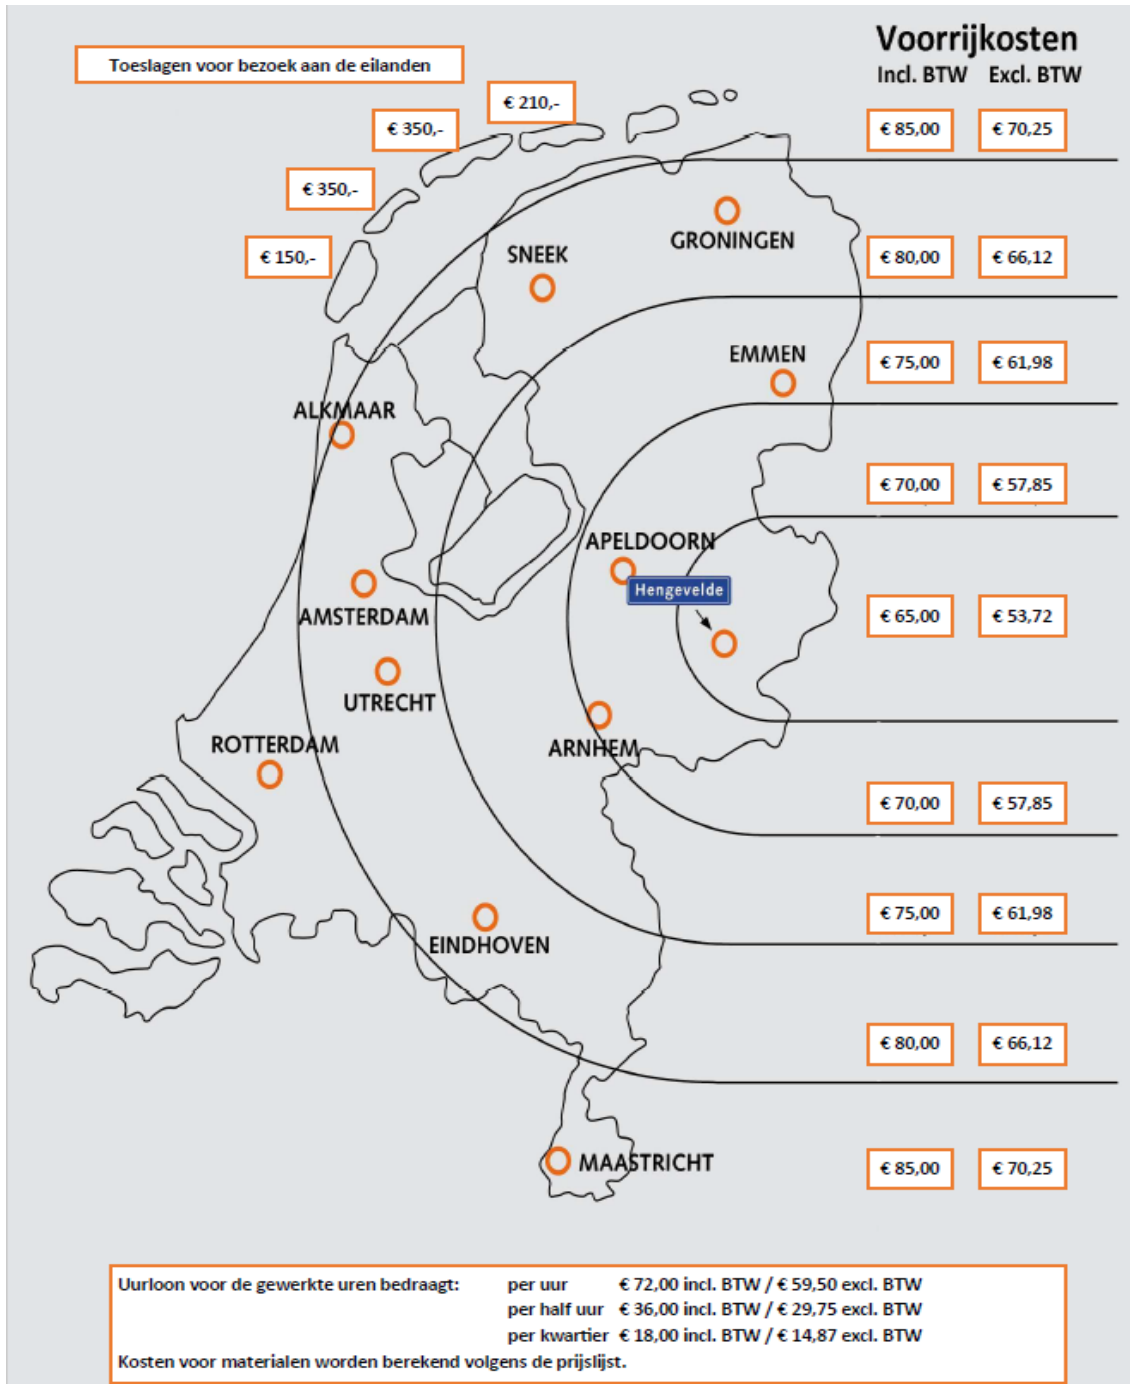 Voorrijkosten
Incl. BTW Excl. BTW
Toeslagen voor bezoek aan de eilanden
€ 210,-
€ 350,-
€ 350,-
€ 150,-
€ 85,00 € 70,25
GRONINGEN
SNEEK
€ 80,00 € 66,12
EMMEN
€ 75,00 € 61,98
ALKMAAR
€ 70,00 € 57,85
APELDOORN
Hengevelde
AMSTERDAM
€ 65,00 € 53,72
UTRECHT
ROTTERDAM
ARNHEM
€ 70,00 € 57,85
€ 75,00 € 61,98
EINDHOVEN
€ 80,00 € 66,12
MAASTRICHT
€ 85,00 € 70,25
Uurloon voor de gewerkte uren bedraagt: per uur € 72,00 incl. BTW / € 59,50 excl. BTW
per half uur € 36,00 incl. BTW / € 29,75 excl. BTW
per kwartier € 18,00 incl. BTW / € 14,87 excl. BTW
Kosten voor materialen worden berekend volgens de prijslijst.